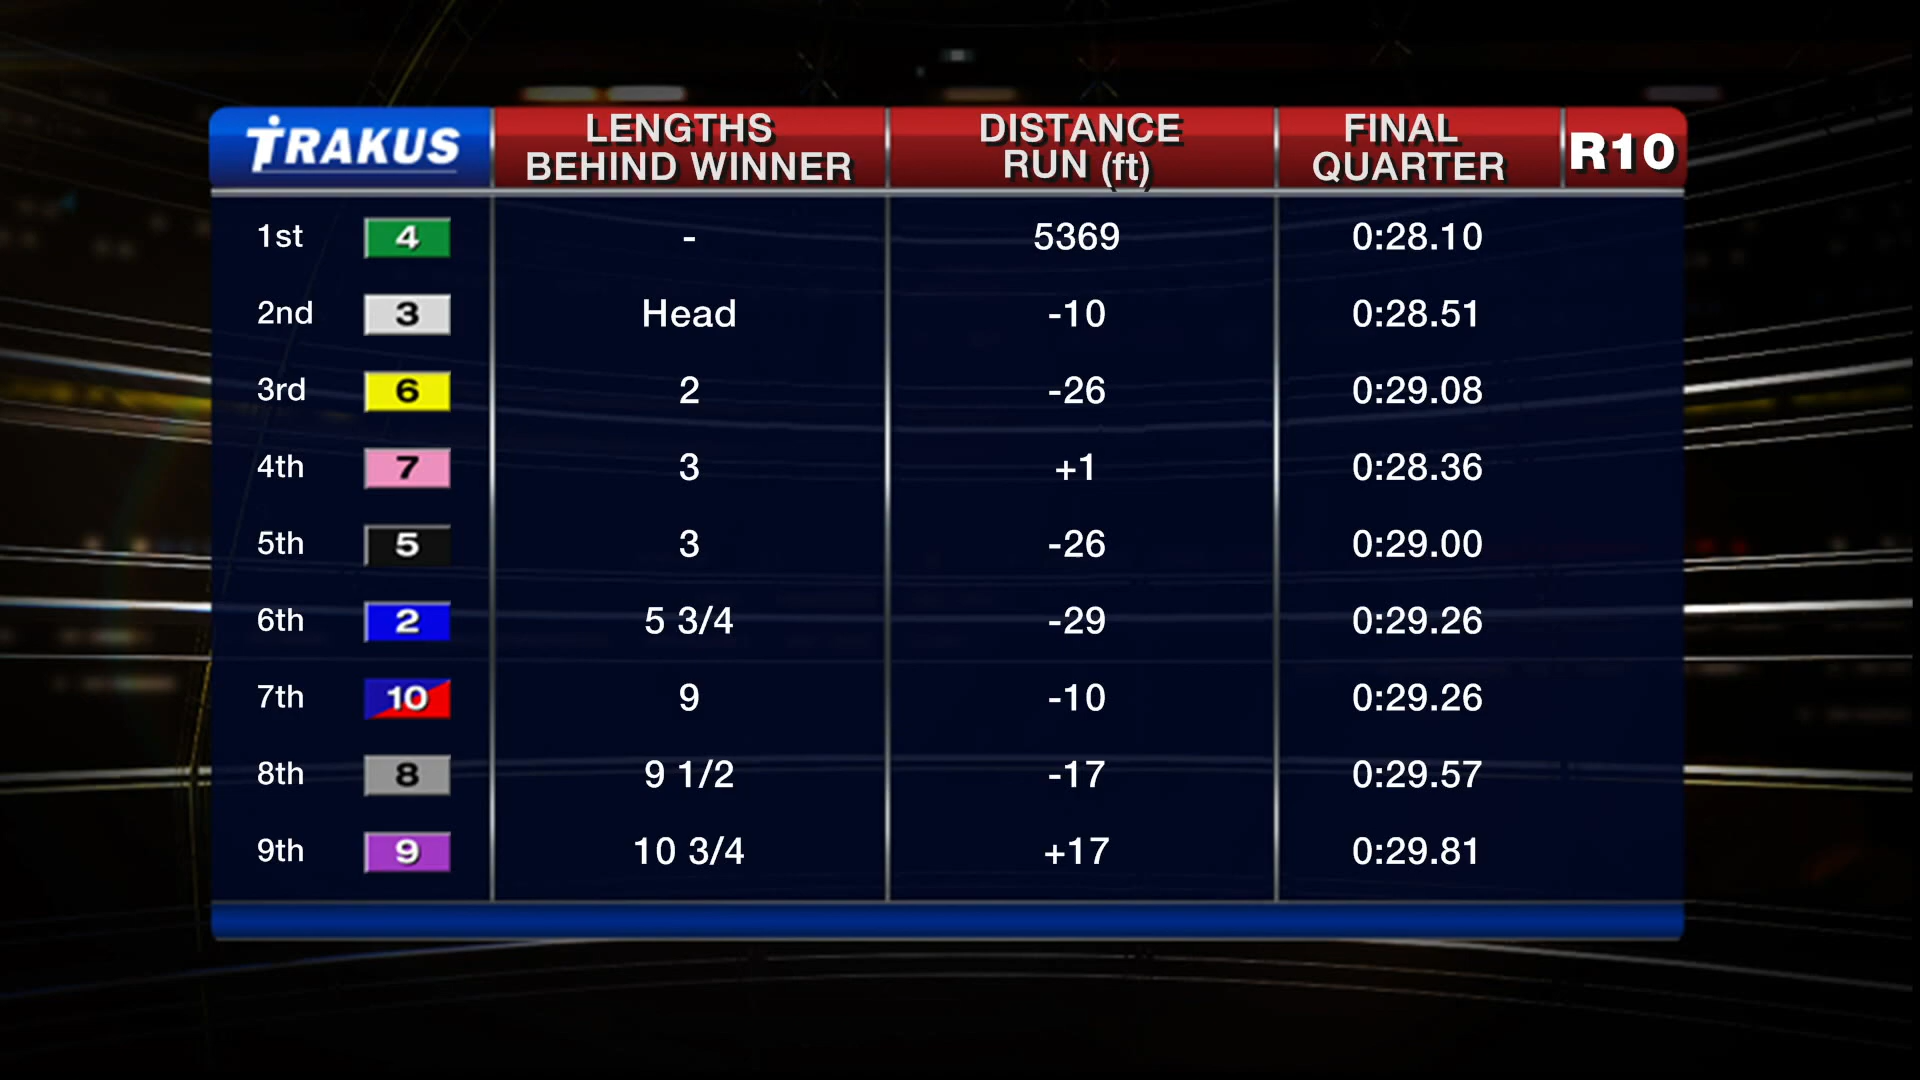 TRAKUS LENGTHS BEHIND WINNER DISTANCE RUN (ft) FINAL QUARTER R10
1st 4 - 5369 0:28.10
2nd 3 Head -10 0:28.51
3rd 6 2 -26 0:29.08
4th 7 3 +1 0:28.36
5th 5 3 -26 0:29.00
6th 2 5 3/4 -29 0:29.26
7th 10 9 -10 0:29.26
8th 8 9 1/2 -17 0:29.57
9th 9 10 3/4 +17 0:29.81